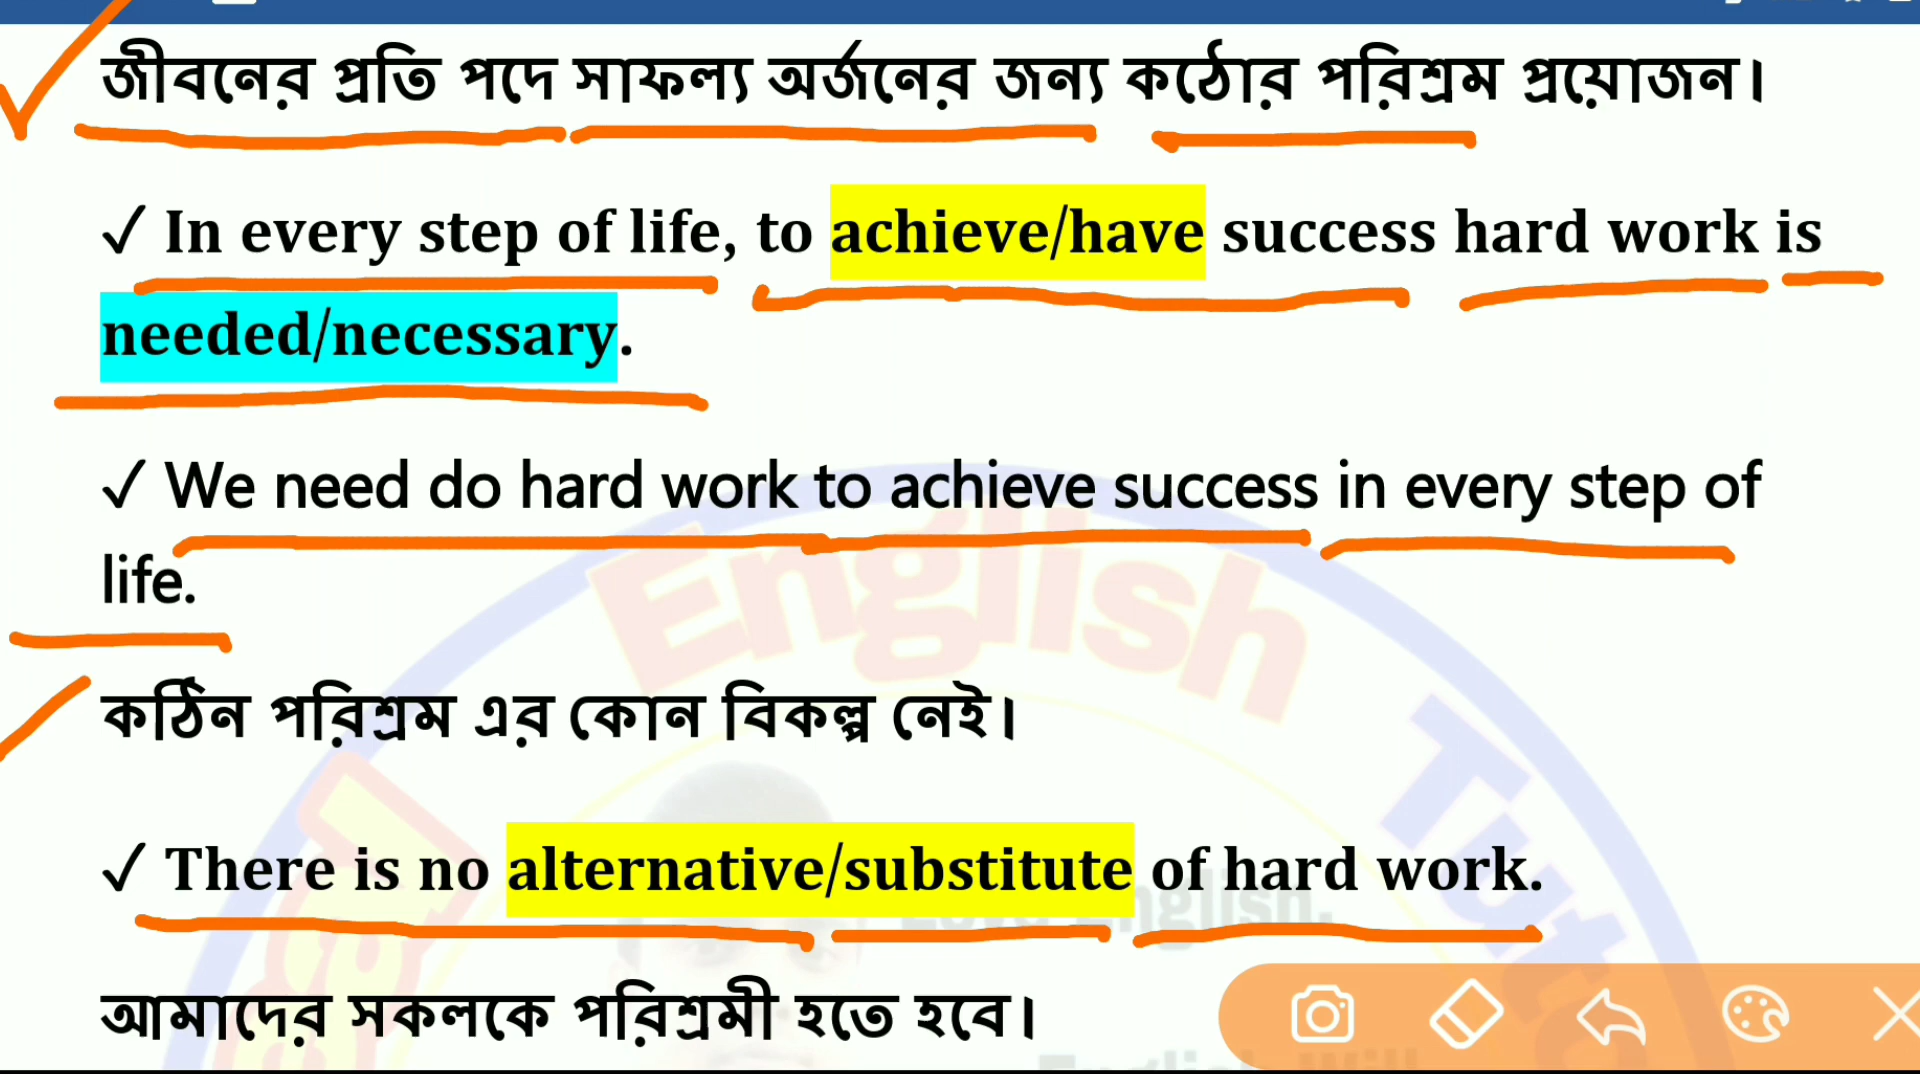 জীবনের প্রতি পদে সাফল্য অর্জনের জন্য কঠোর পরিশ্রম প্রয়োজন।
✓ In every step of life, to achieve/have success hard work is
needed/necessary.
✓ We need do hard work to achieve success in every step of
life.
English
Tut
কঠিন পরিশ্রম এর কোন বিকল্প নেই।
✓ There is no alternative/substitute of hard work.
English.
আমাদের সকলকে পরিশ্রমী হতে হবে।